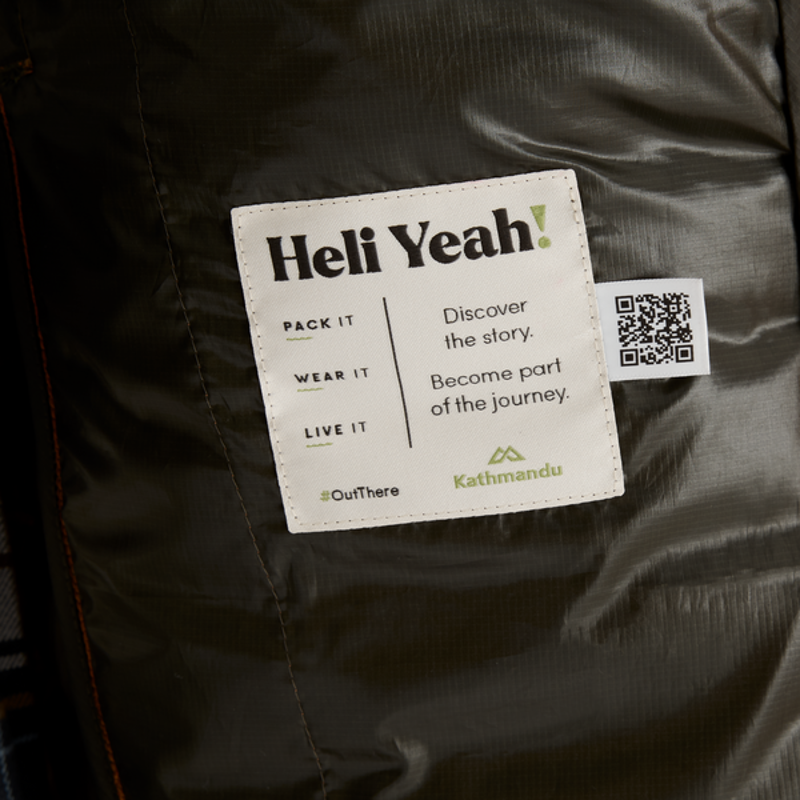 Heli Yeah!
PACK IT
WEAR IT
LIVE IT
#OutThere
Discover
the story.
Become part
of the journey.
Kathmandu